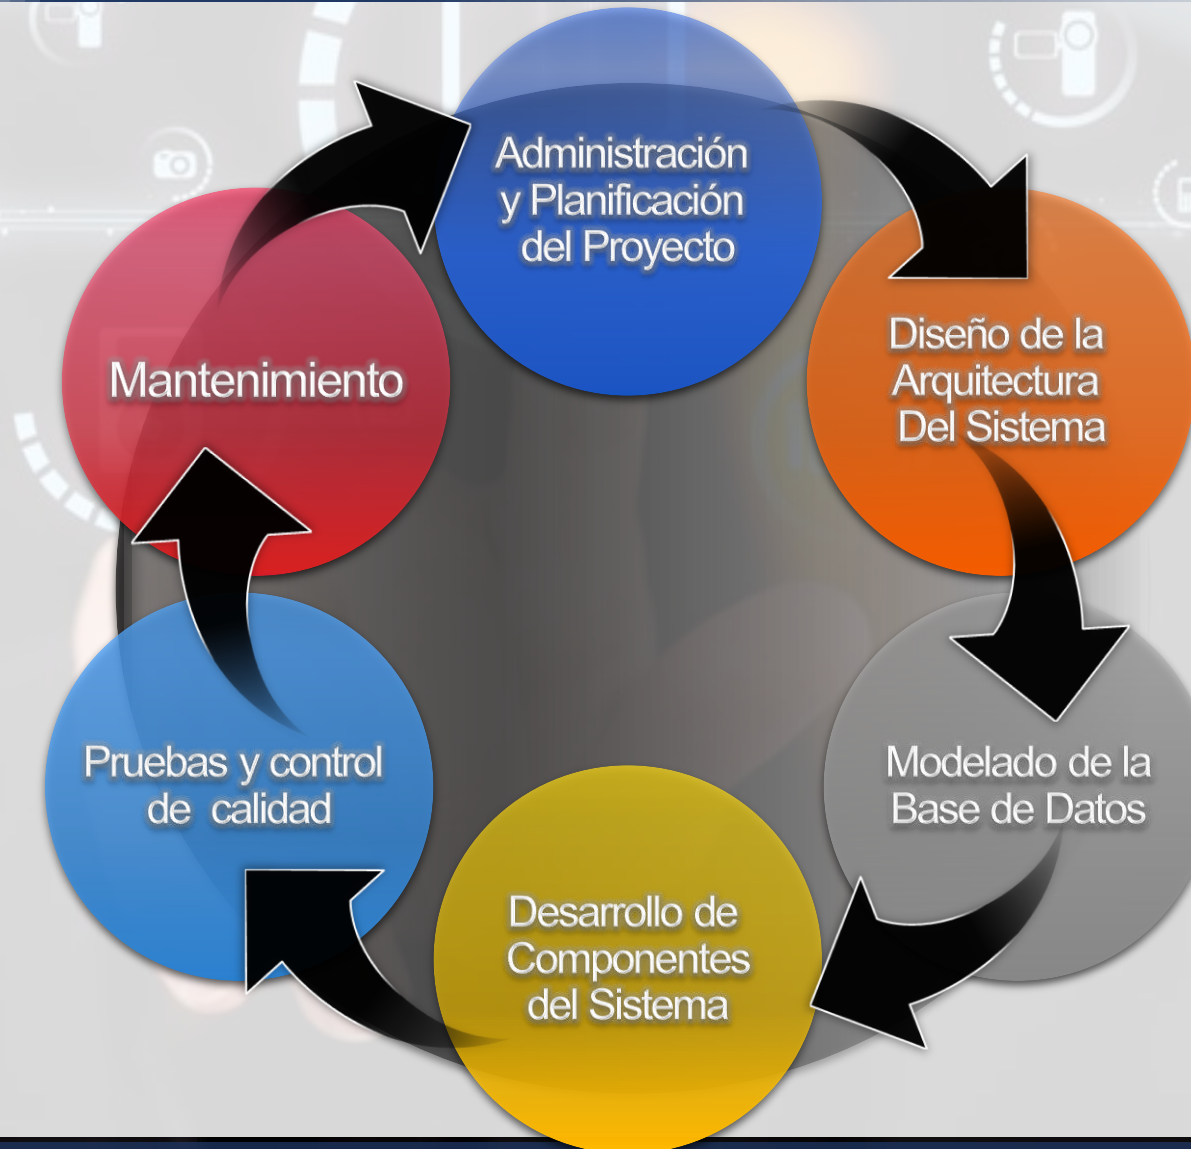 Administración
y Planificación
del Proyecto
Diseño de la
Arquitectura
Del Sistema
Modelado de la
Base de Datos
Desarrollo de
Componentes
del Sistema
Pruebas y control
de calidad
Mantenimiento